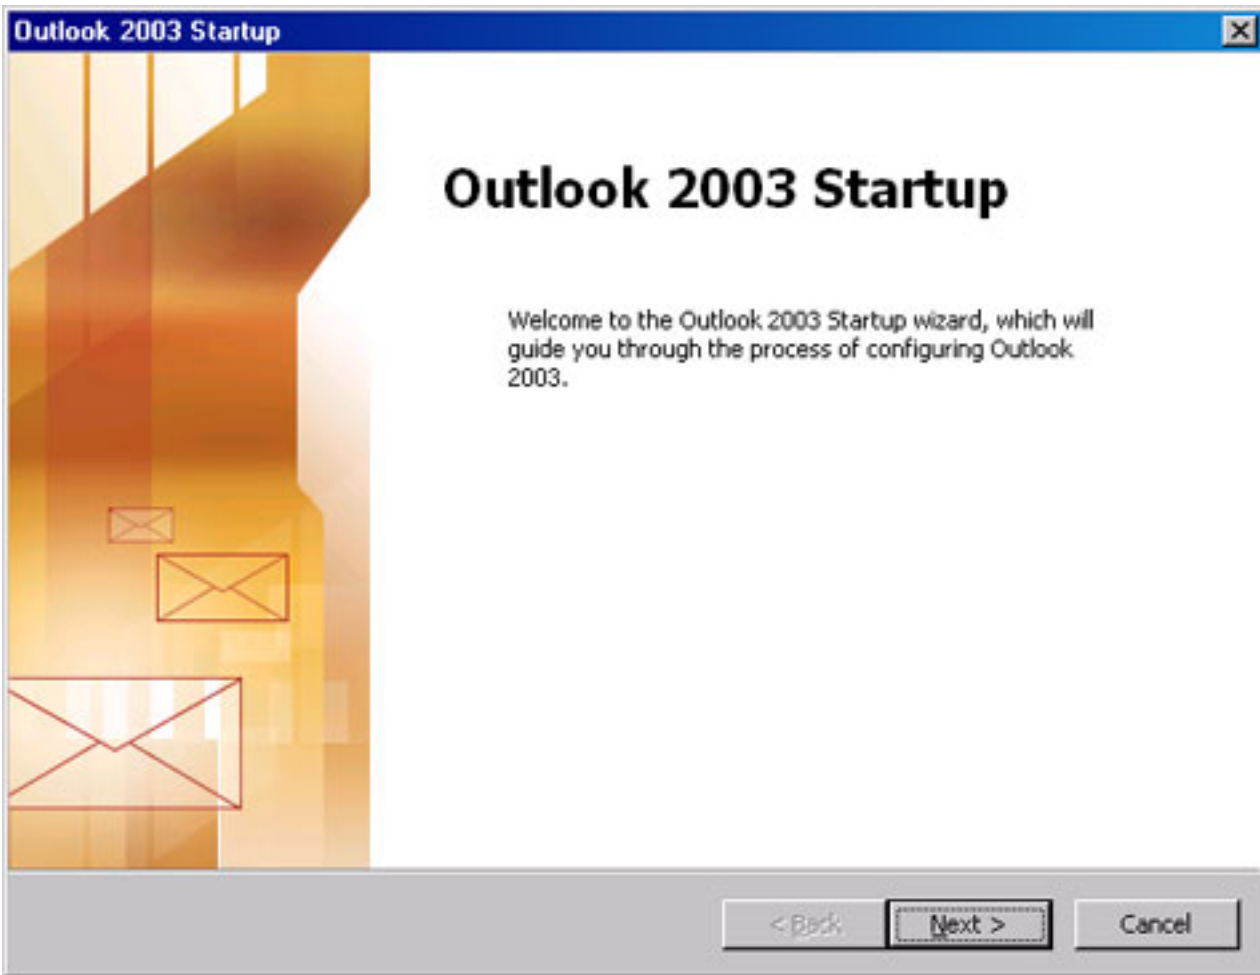 Outlook 2003 Startup
Outlook 2003 Startup
Welcome to the Outlook 2003 Startup wizard, which will
guide you through the process of configuring Outlook
2003.
< Back
Next >
Cancel